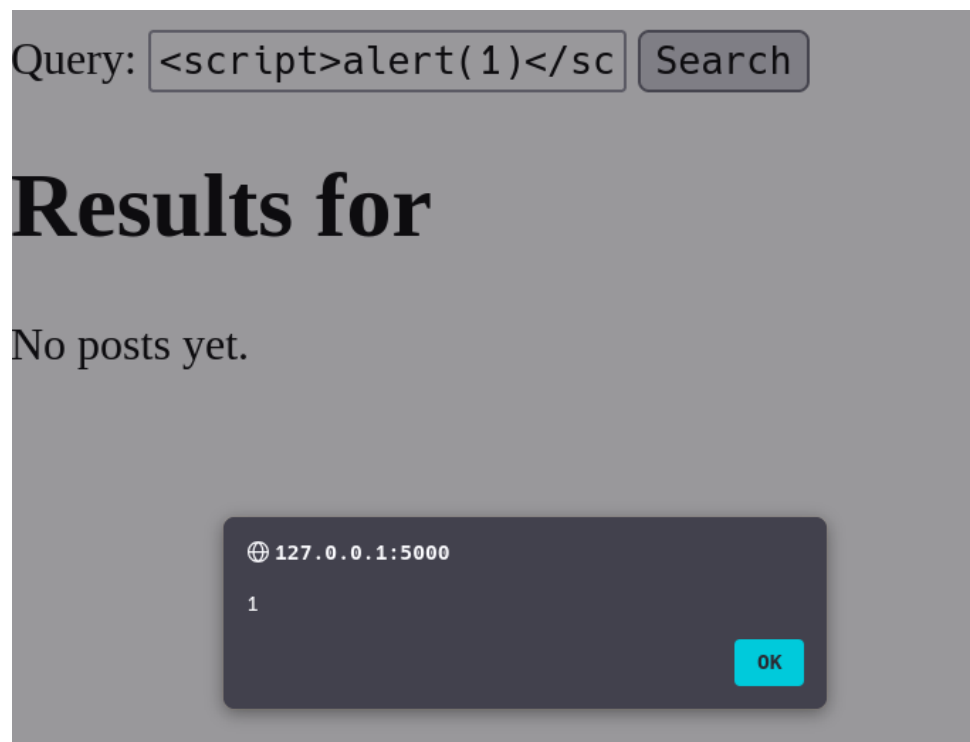 Query: <script>alert(1)</sc Search
Results for
No posts yet.
127.0.0.1:5000
1
OK